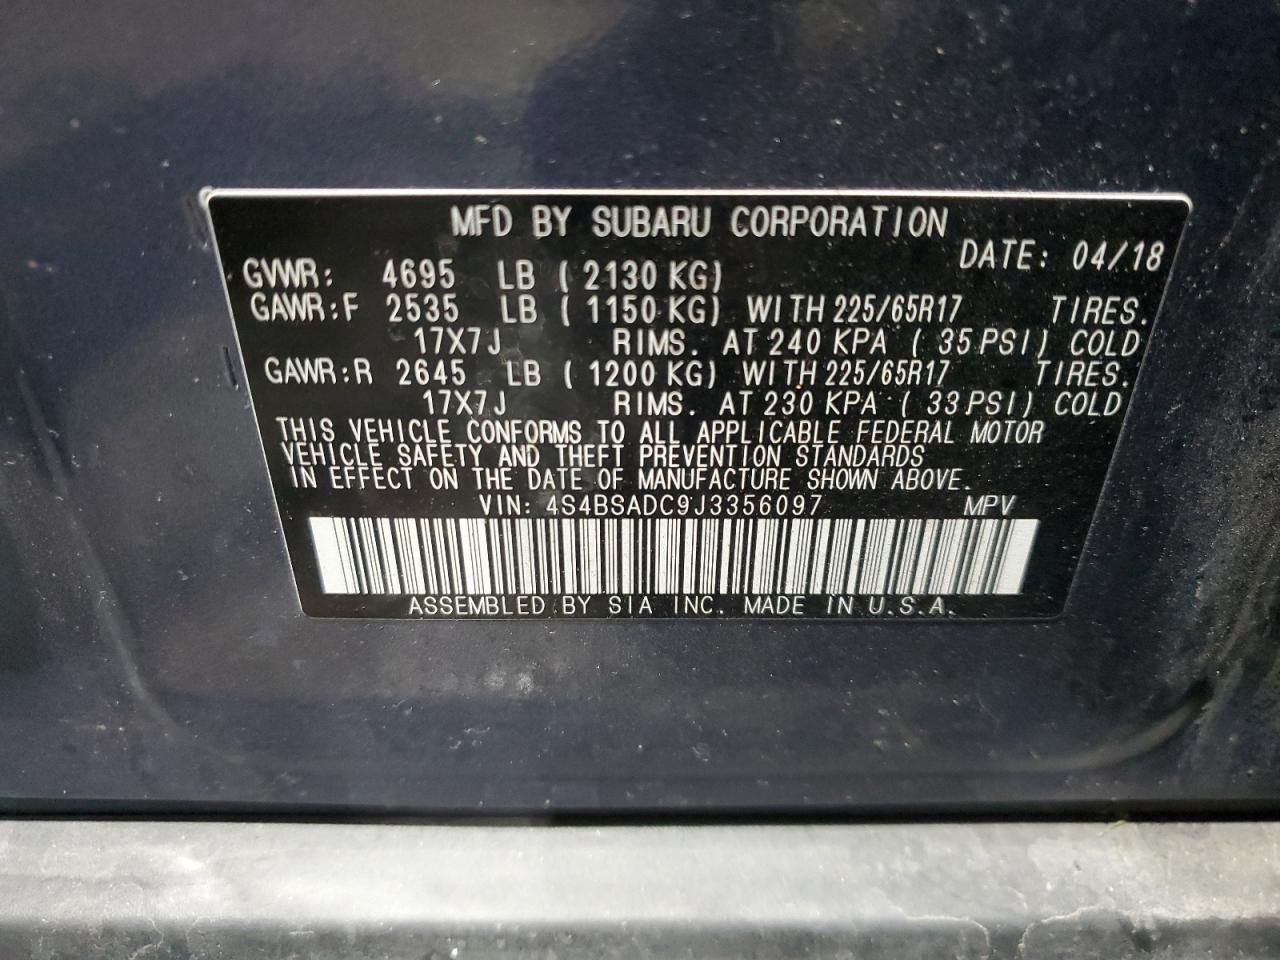 MFD BY SUBARU CORPORATION
DATE: 04/18
GVWR: 4695 LB ( 2130 KG)
GAWR:F 2535 LB ( 1150 KG) WITH 225/65R17 TIRES.
17X7J RIMS. AT 240 KPA ( 35 PSI) COLD
GAWR:R 2645 LB ( 1200 KG) WITH 225/65R17 TIRES.
17X7J RIMS. AT 230 KPA ( 33 PSI) COLD
THIS VEHICLE CONFORMS TO ALL APPLICABLE FEDERAL MOTOR
VEHICLE SAFETY AND THEFT PREVENTION STANDARDS
IN EFFECT ON THE DATE OF MANUFACTURE SHOWN ABOVE.
VIN: 4S4BSADC9J3356097 MPV
ASSEMBLED BY SIA INC. MADE IN U.S.A.